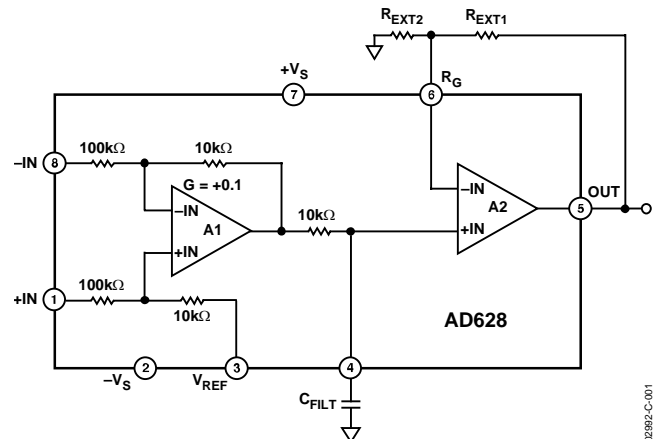 REXT2
REXT1
+VS
RG
7
6
100kΩ
10kΩ
–IN
8
G = +0.1
–IN
A1
+IN
10kΩ
–IN
A2
+IN
OUT
5
100kΩ
10kΩ
+IN
1
AD628
2
3
4
–VS
VREF
CFILT
02992-C-001